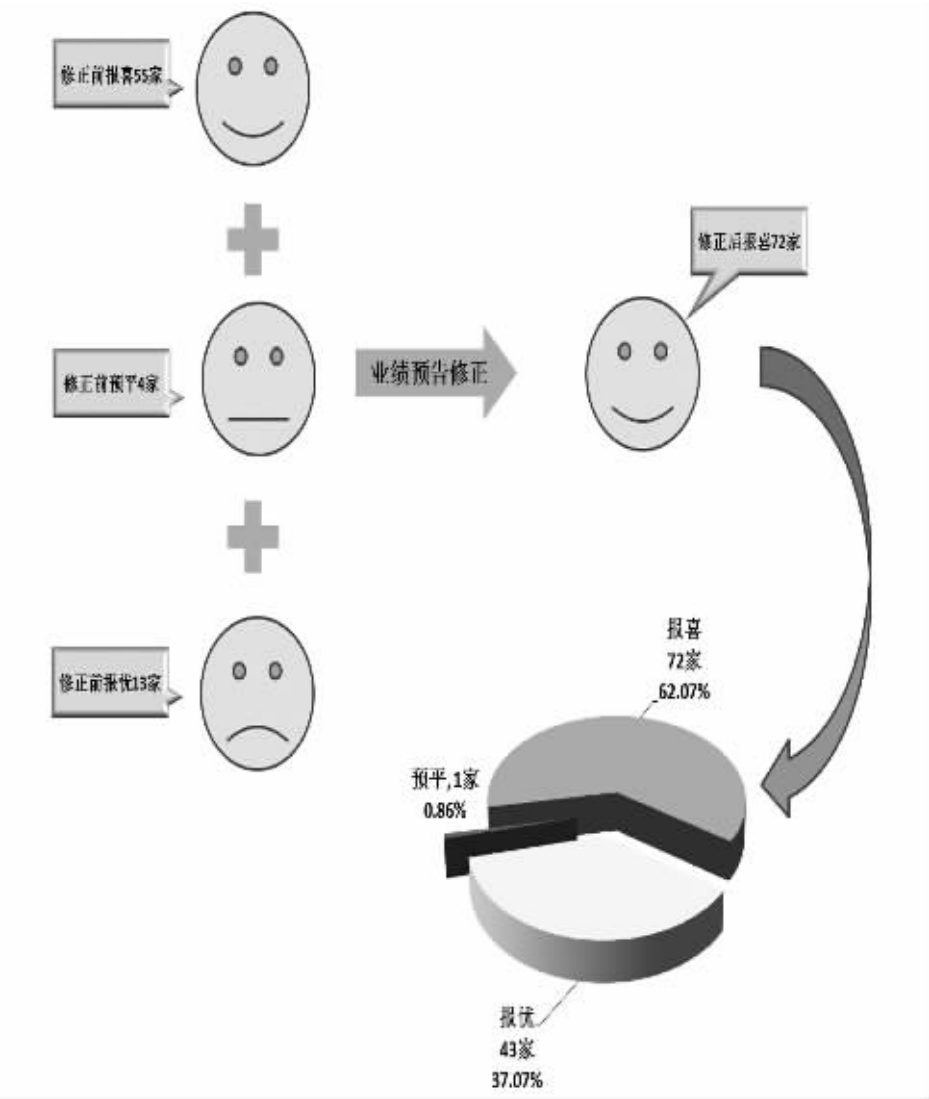 修正前报喜55家
修正后报喜72家
修正前预平4家
业绩预告修正
修正前报忧13家
报喜
72家
62.07%
预平,1家
0.86%
报忧
43家
37.07%